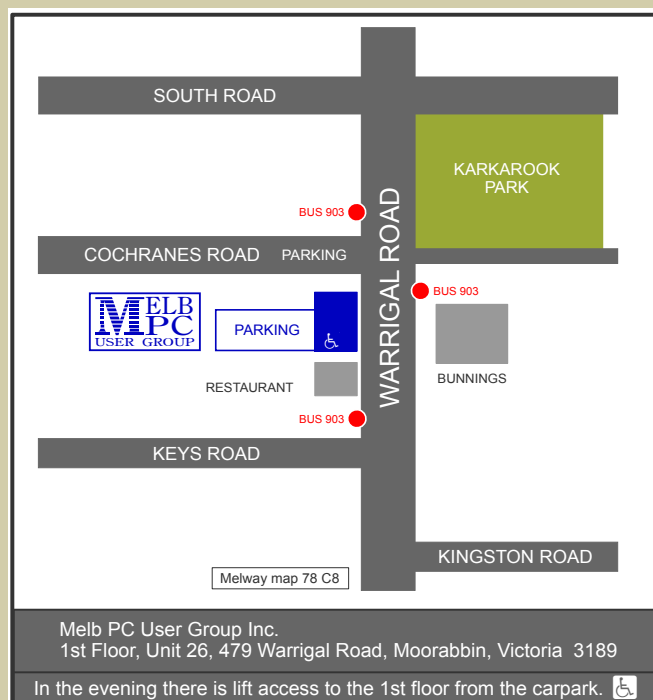 SOUTH ROAD
KARKAROOK
PARK
BUS 903
WARRIGAL ROAD
COCHRANES ROAD
PARKING
BUS 903
MELB
PC
USER GROUP
PARKING
BUNNINGS
RESTAURANT
BUS 903
KEYS ROAD
KINGSTON ROAD
Melway map 78 C8
Melb PC User Group Inc.
1st Floor, Unit 26, 479 Warrigal Road, Moorabbin, Victoria 3189
In the evening there is lift access to the 1st floor from the carpark.